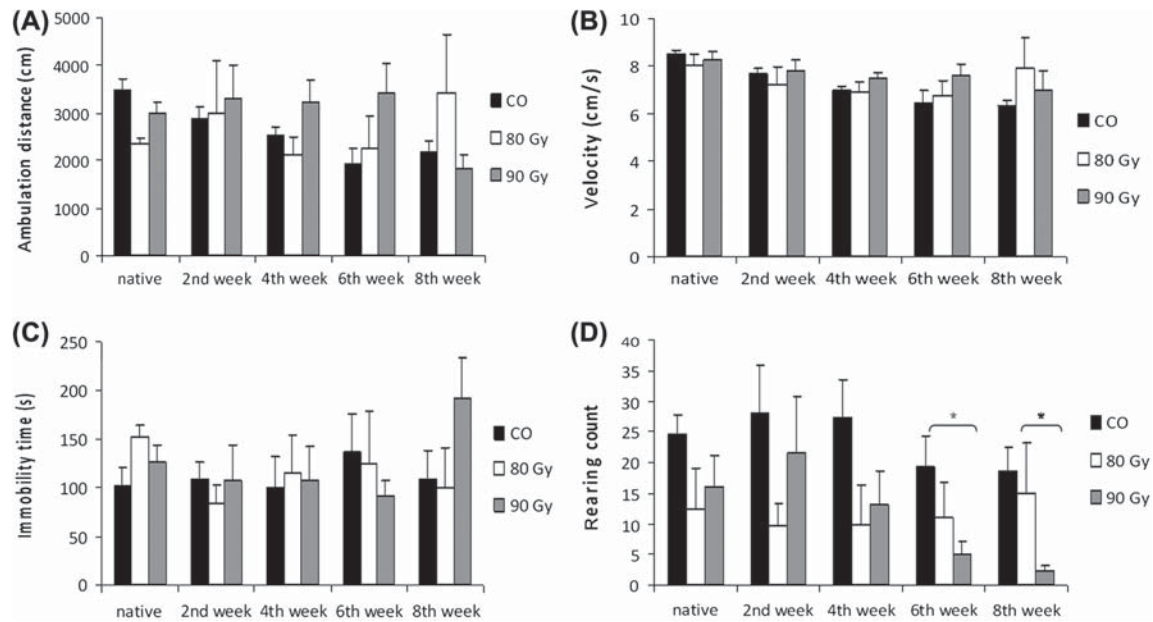 (A)
Ambulation distance (cm)
5000
4000
3000
2000
1000
0
native 2nd week 4th week 6th week 8th week
CO
80 Gy
90 Gy
(B)
Velocity (cm/s)
10
8
6
4
2
0
native 2nd week 4th week 6th week 8th week
CO
80 Gy
90 Gy
(C)
Immobility time (s)
250
200
150
100
50
0
native 2nd week 4th week 6th week 8th week
CO
80 Gy
90 Gy
(D)
Rearing count
40
35
30
25
20
15
10
5
0
* *
native 2nd week 4th week 6th week 8th week
CO
80 Gy
90 Gy